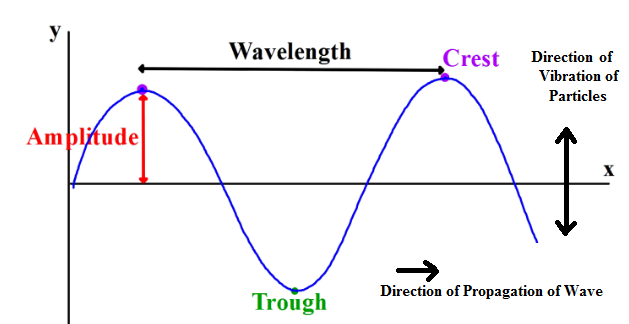 y
Wavelength
Crest
Direction of
Vibration of
Particles
Amplitude
x
Direction of Propagation of Wave
Trough